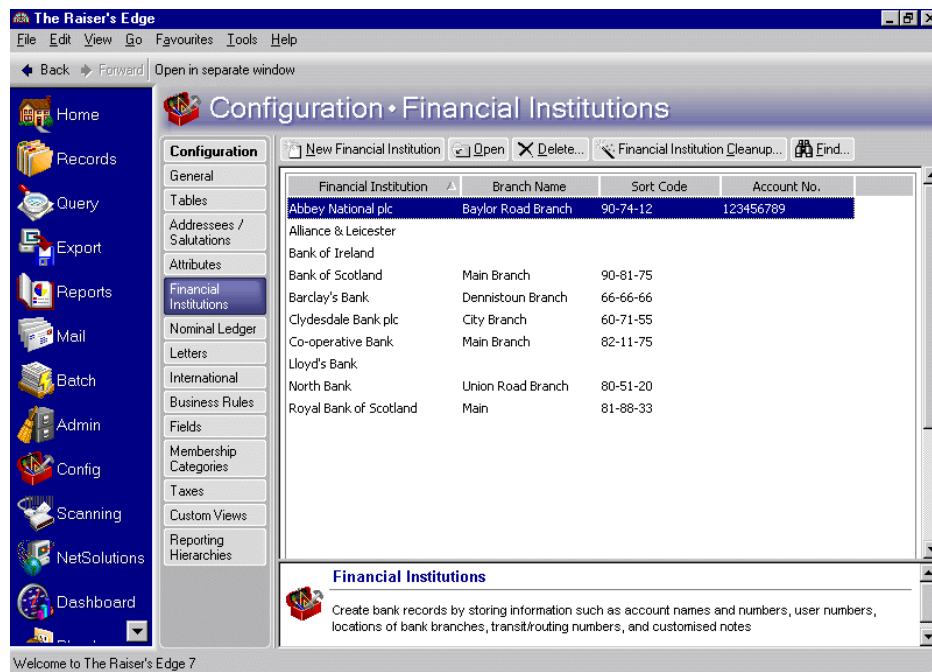 The Raiser's Edge
File Edit View Go Favourites Tools Help
Back Forward Open in separate window
Home
Records
Query
Export
Reports
Mail
Batch
Admin
Config
Scanning
NetSolutions
Dashboard
Configuration • Financial Institutions
Configuration
General
Tables
Addressees /
Salutations
Attributes
Financial
Institutions
Nominal Ledger
Letters
International
Business Rules
Fields
Membership
Categories
Taxes
Custom Views
Reporting
Hierarchies
New Financial Institution Open Delete... Financial Institution Cleanup... Find...
Financial Institution Branch Name Sort Code Account No.
Abbey National plc Baylor Road Branch 90-74-12 123456789
Alliance & Leicester
Bank of Ireland
Bank of Scotland Main Branch 90-81-75
Barclay's Bank Dennistoun Branch 66-66-66
Clydesdale Bank plc City Branch 60-71-55
Co-operative Bank Main Branch 82-11-75
Lloyd's Bank
North Bank Union Road Branch 80-51-20
Royal Bank of Scotland Main 81-88-33
Financial Institutions
Create bank records by storing information such as account names and numbers, user numbers,
locations of bank branches, transit/routing numbers, and customised notes
Welcome to The Raiser's Edge 7